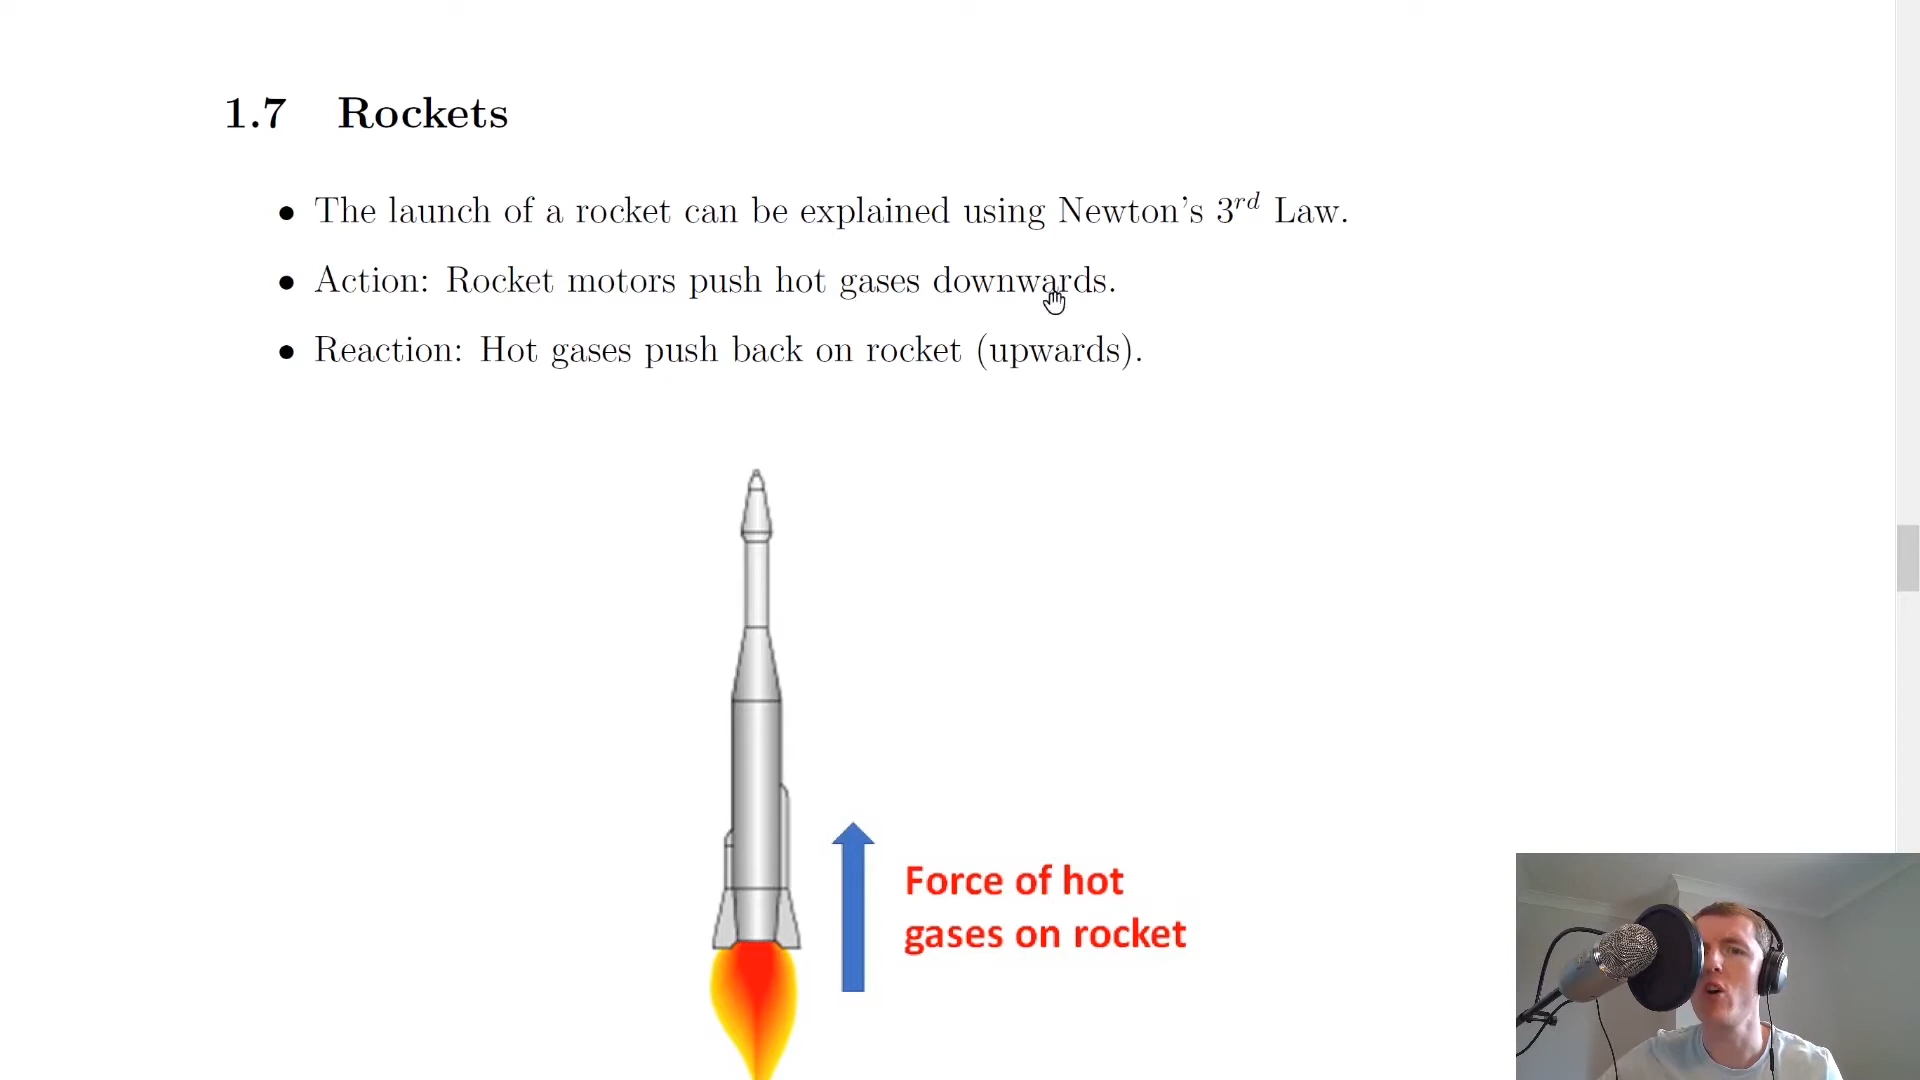 1.7 Rockets
• The launch of a rocket can be explained using Newton's 3rd Law.
• Action: Rocket motors push hot gases downwards.
• Reaction: Hot gases push back on rocket (upwards).
Force of hot
gases on rocket